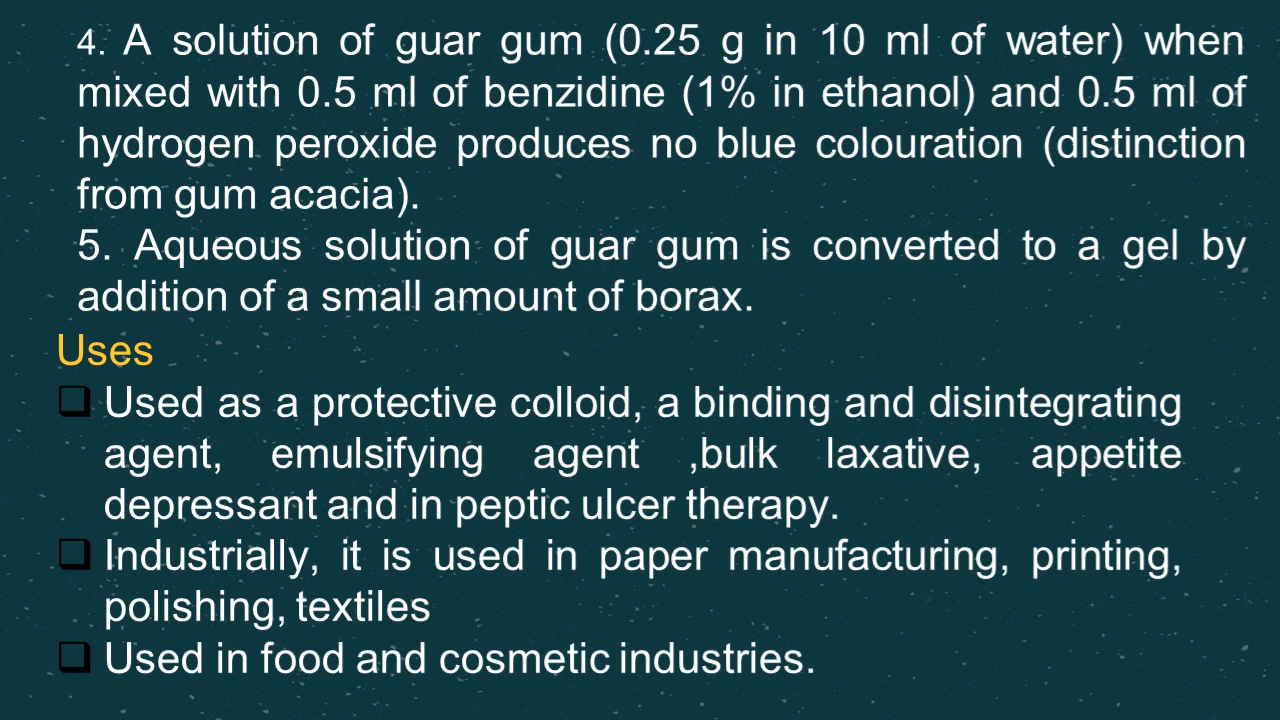 4. A solution of guar gum (0.25 g in 10 ml of water) when
mixed with 0.5 ml of benzidine (1% in ethanol) and 0.5 ml of
hydrogen peroxide produces no blue colouration (distinction
from gum acacia).
5. Aqueous solution of guar gum is converted to a gel by
addition of a small amount of borax.
Uses
❑ Used as a protective colloid, a binding and disintegrating
agent, emulsifying agent ,bulk laxative, appetite
depressant and in peptic ulcer therapy.
❑ Industrially, it is used in paper manufacturing, printing,
polishing, textiles
❑ Used in food and cosmetic industries.